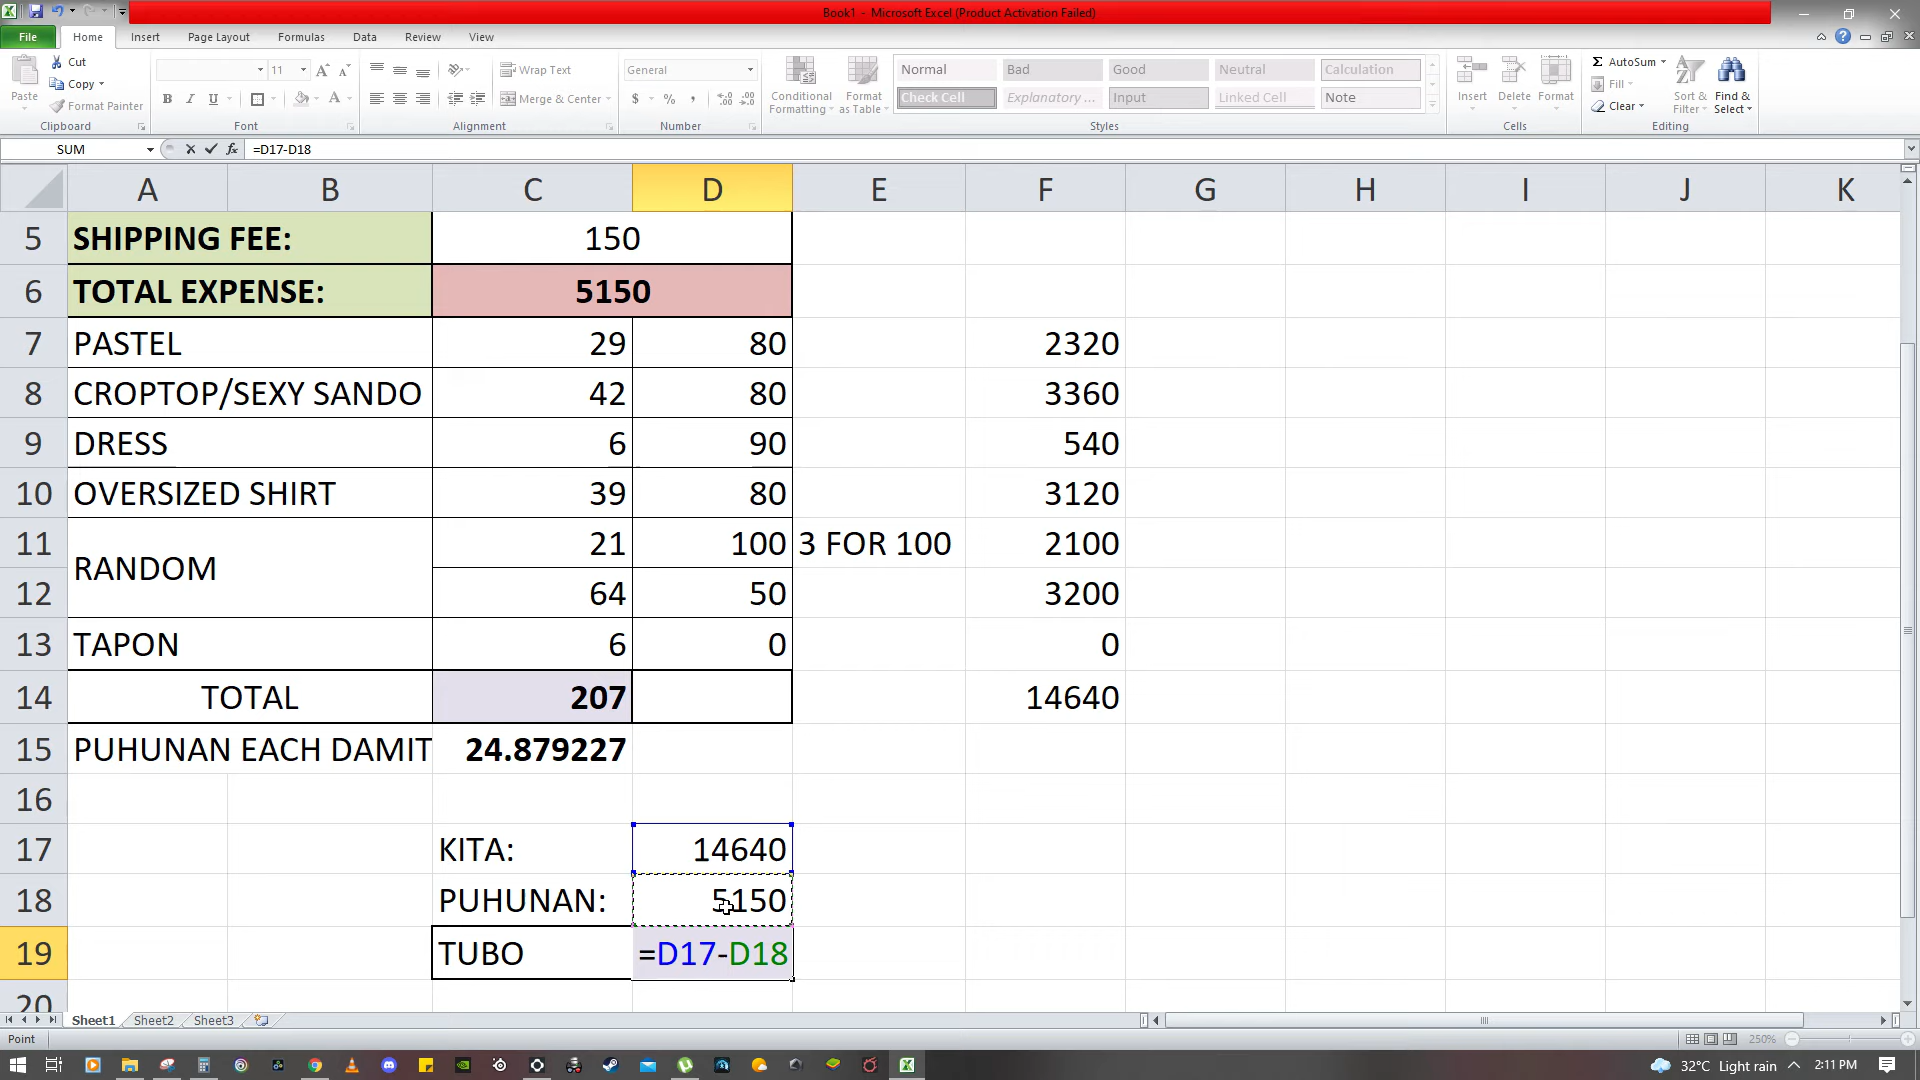 Book1 - Microsoft Excel (Product Activation Failed)
File Home Insert Page Layout Formulas Data Review View
Paste Cut Copy Format Painter Clipboard
11 B I U A Font
Wrap Text Merge & Center Alignment
General $ % , Number
Conditional Formatting Format as Table
Normal Bad Good Neutral Calculation
Check Cell Explanatory ... Input Linked Cell Note
Styles
Insert Delete Format Cells
AutoSum Fill Clear Sort & Filter Find & Select Editing
SUM =D17-D18
A B C D E F G H I J K
5 SHIPPING FEE: 150
6 TOTAL EXPENSE: 5150
7 PASTEL 29 80 2320
8 CROPTOP/SEXY SANDO 42 80 3360
9 DRESS 6 90 540
10 OVERSIZED SHIRT 39 80 3120
11 RANDOM 21 100 3 FOR 100 2100
12 64 50 3200
13 TAPON 6 0 0
14 TOTAL 207 14640
15 PUHUNAN EACH DAMIT 24.879227
16
17 KITA: 14640
18 PUHUNAN: 5150
19 TUBO =D17-D18
20
Sheet1 Sheet2 Sheet3
Point 250%
32°C Light rain 2:11 PM